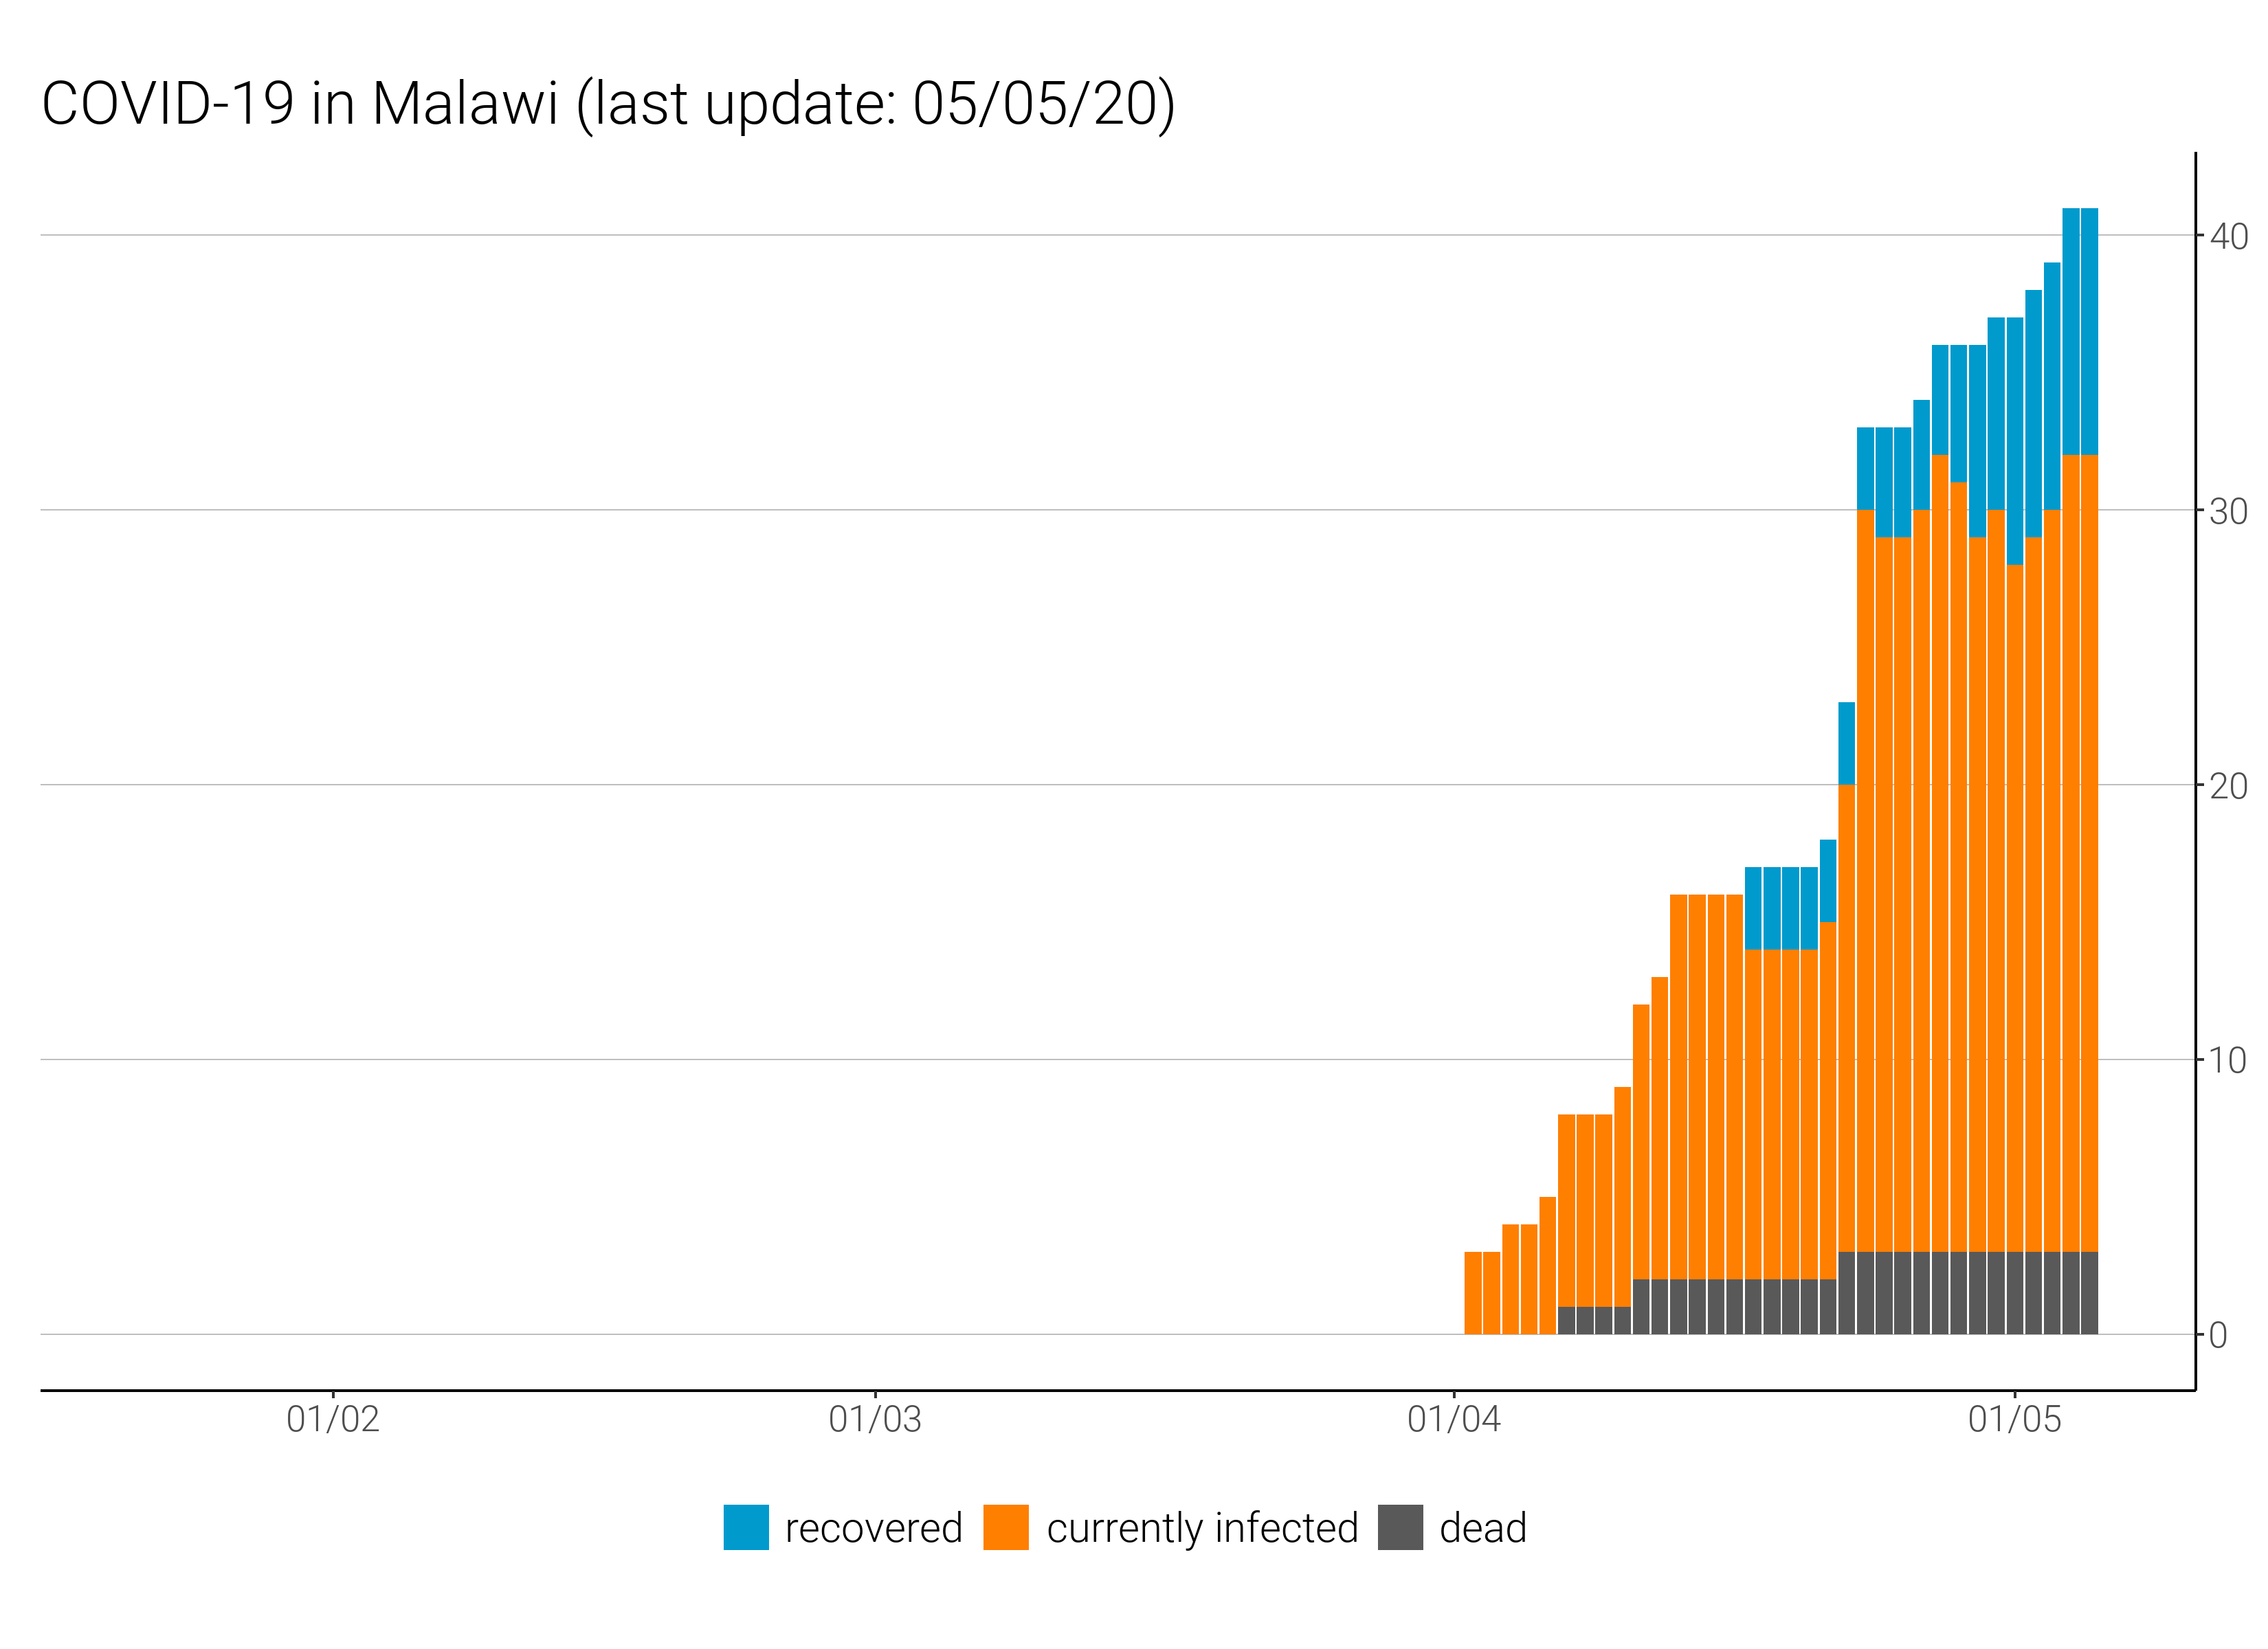 COVID-19 in Malawi (last update: 05/05/20)
40
30
20
10
0
01/02 01/03 01/04 01/05
recovered currently infected dead